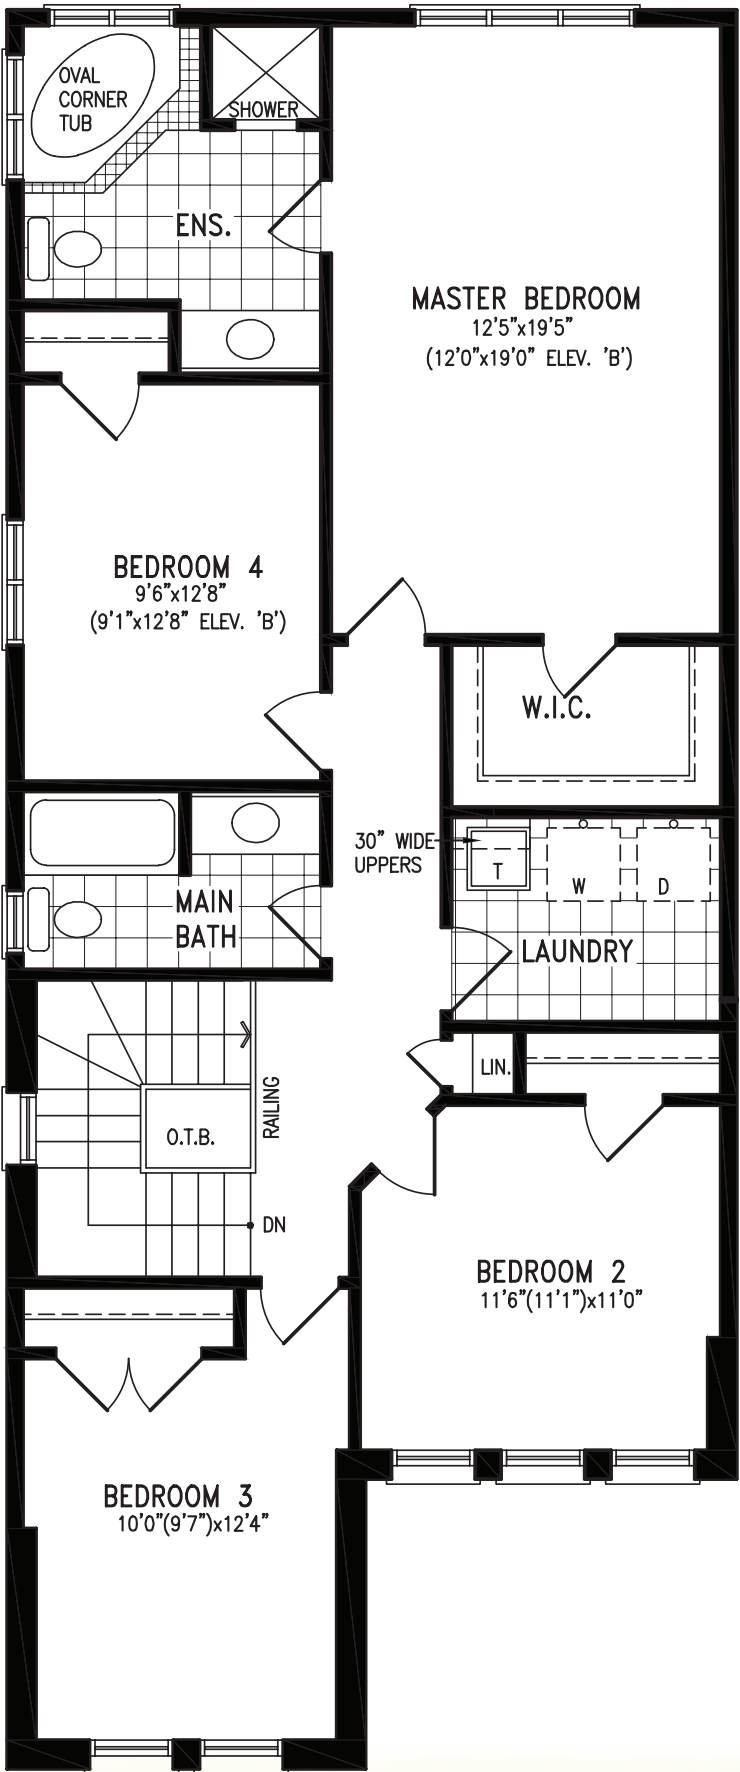 OVAL
CORNER
TUB
SHOWER
ENS.
MASTER BEDROOM
12'5"x19'5"
(12'0"x19'0" ELEV. 'B')
BEDROOM 4
9'6"x12'8"
(9'1"x12'8" ELEV. 'B')
W.I.C.
30" WIDE
UPPERS
T
W
D
MAIN
BATH
LAUNDRY
LIN.
RAILING
O.T.B.
DN
BEDROOM 2
11'6"(11'1")x11'0"
BEDROOM 3
10'0"(9'7")x12'4"